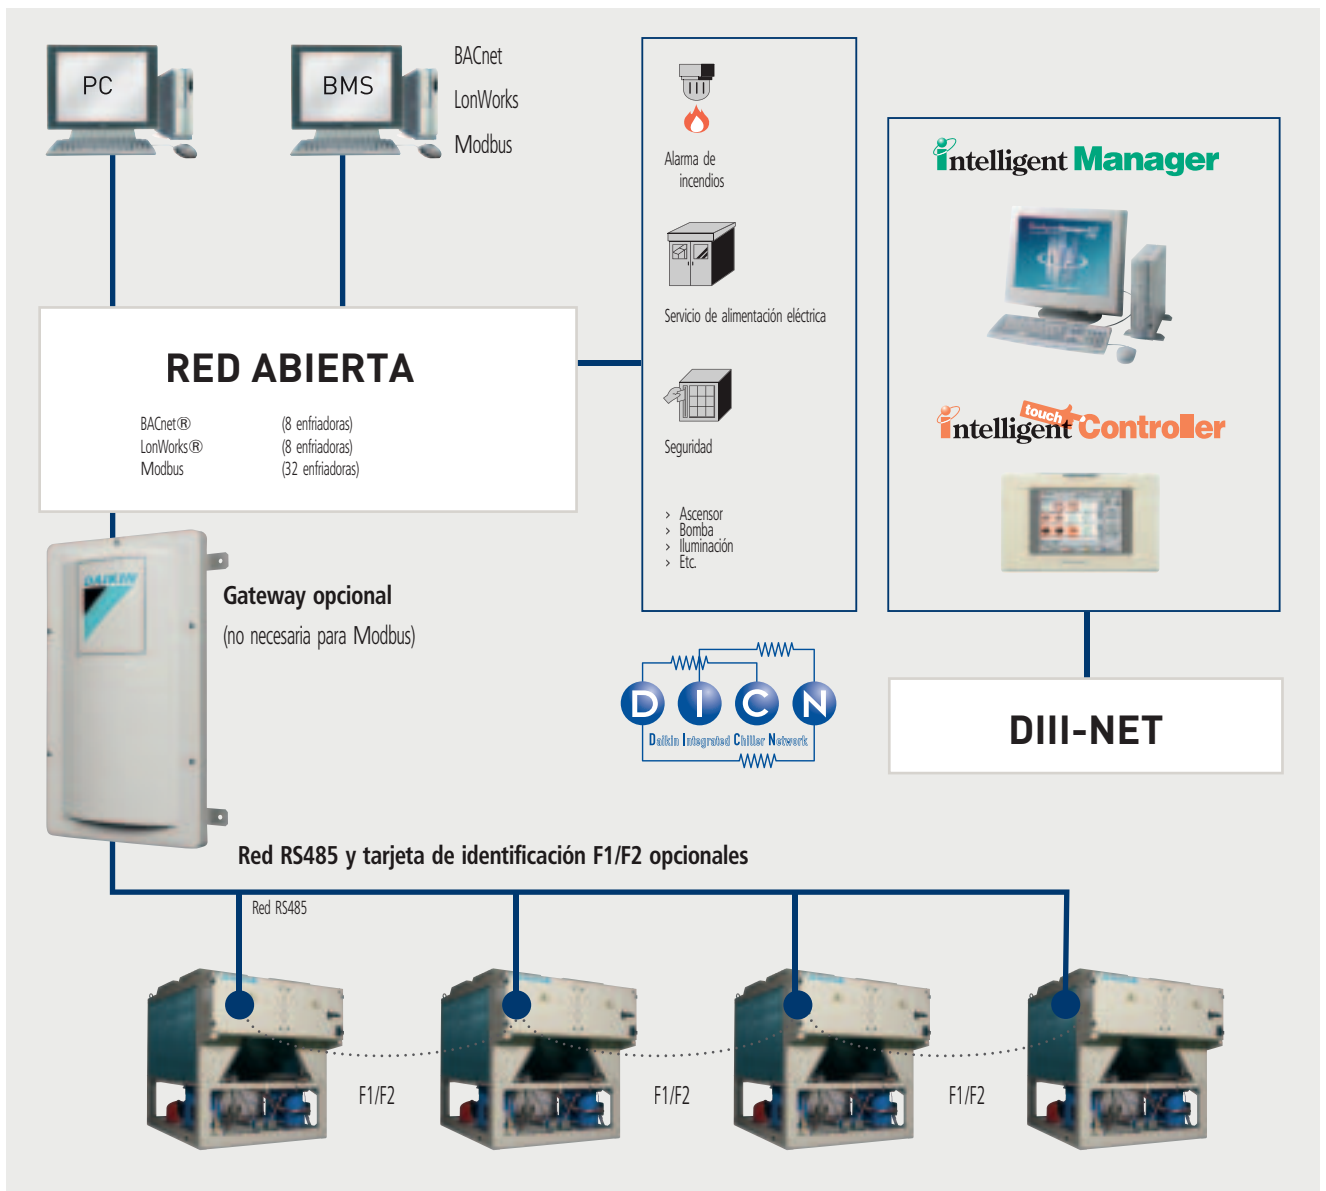 PC
BMS
BACnet
LonWorks
Modbus
Alarma de
incendios
Servicio de alimentación eléctrica
Seguridad
> Ascensor
> Bomba
> Iluminación
> Etc.
intelligent Manager
intelligent touch Controller
RED ABIERTA
BACnet® (8 enfriadoras)
LonWorks® (8 enfriadoras)
Modbus (32 enfriadoras)
DAIKIN
Gateway opcional
(no necesaria para Modbus)
D I C N
Daikin Integrated Chiller Network
DIII-NET
Red RS485 y tarjeta de identificación F1/F2 opcionales
Red RS485
F1/F2
F1/F2
F1/F2